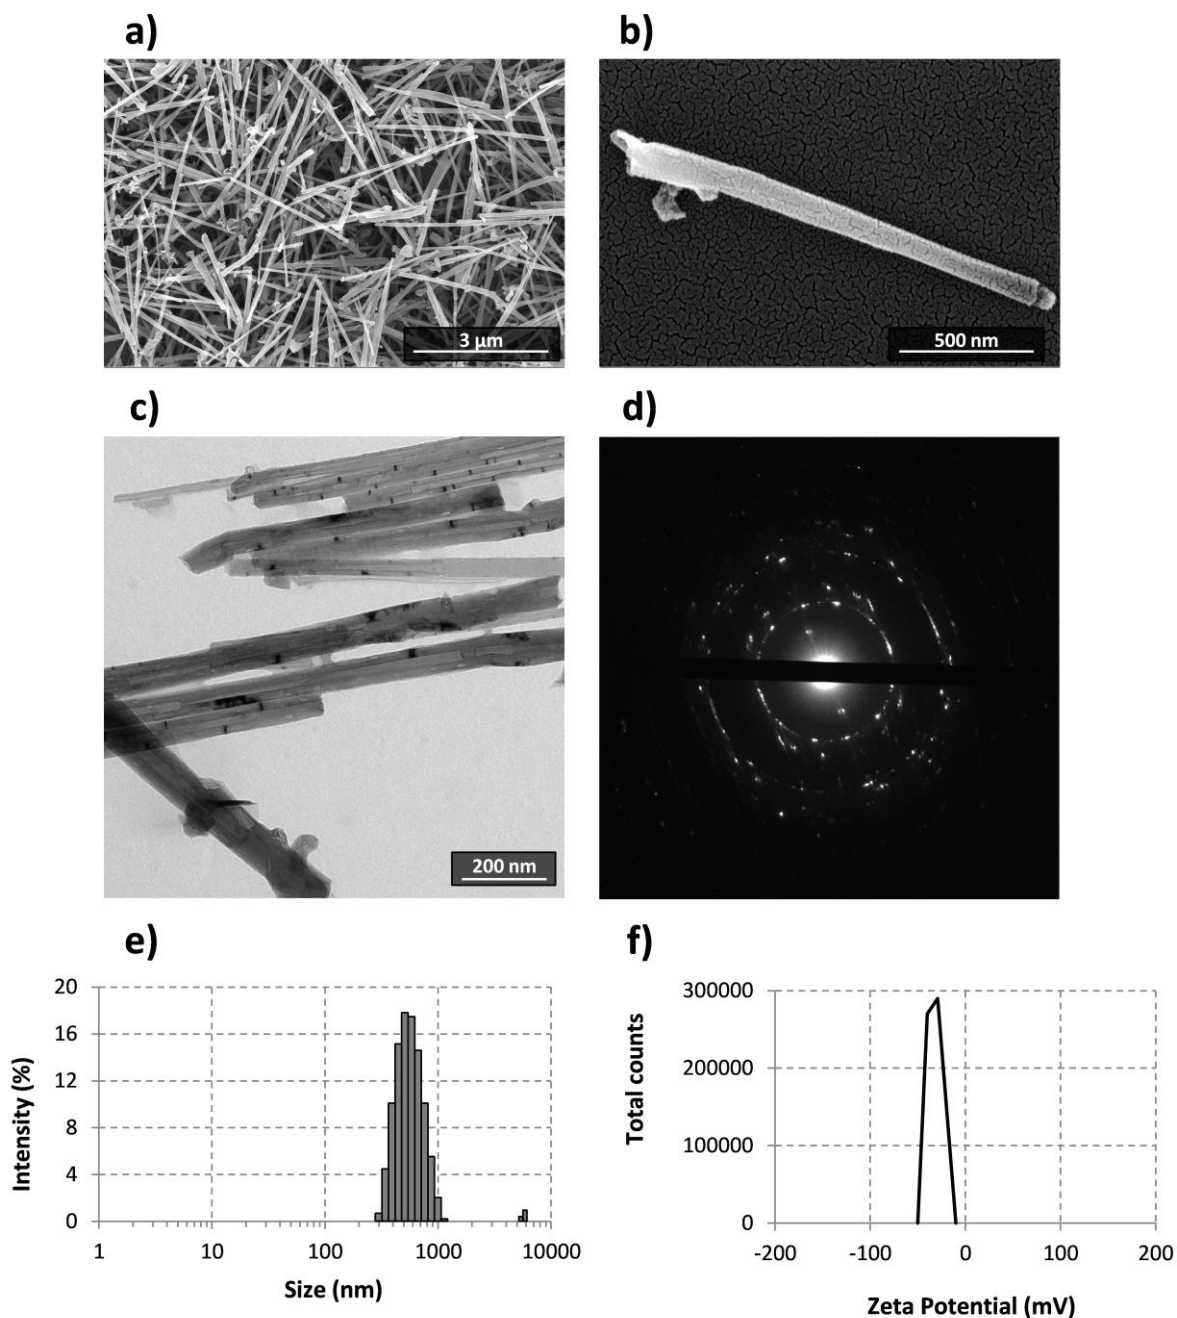 a)
b)
3 µm
500 nm
c)
d)
200 nm
e)
f)
Intensity (%)
20
16
12
8
4
0
1
10
100
1000
10000
Size (nm)
Total counts
300000
200000
100000
0
-200
-100
0
100
200
Zeta Potential (mV)